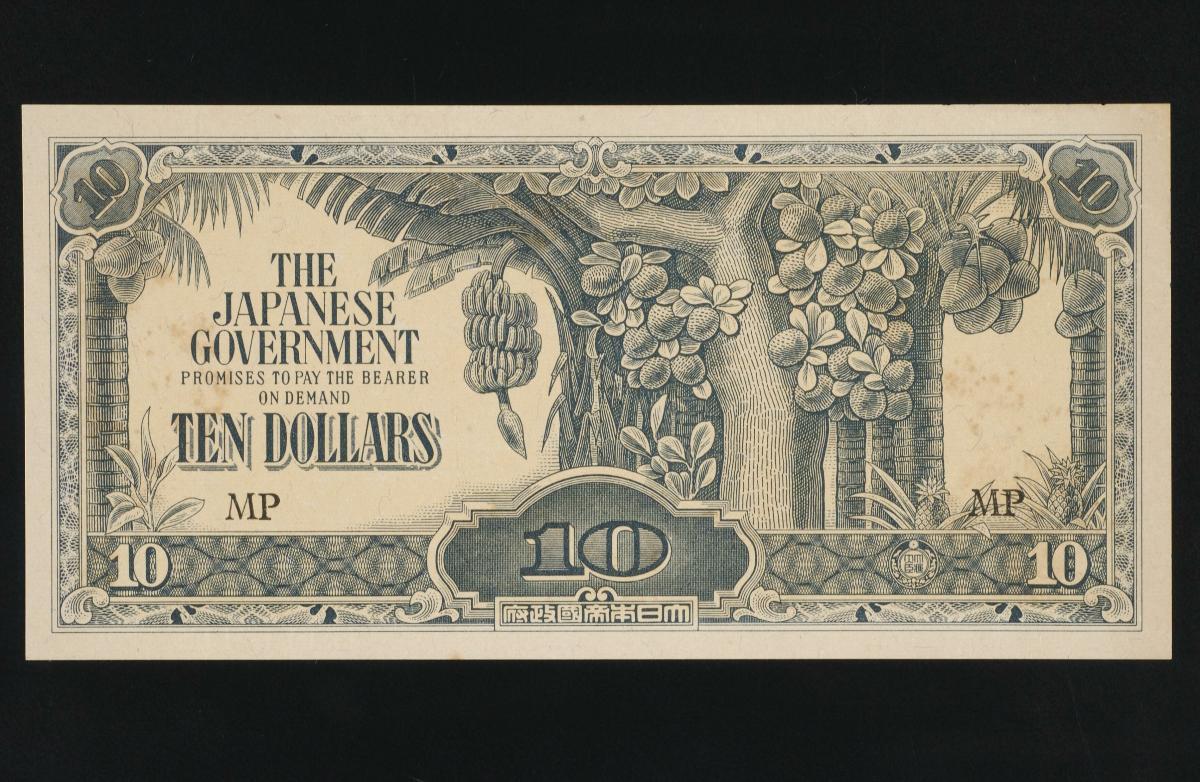 10
10
THE
JAPANESE
GOVERNMENT
PROMISES TO PAY THE BEARER
ON DEMAND
TEN DOLLARS
MP
MP
10
10
10
府政國帝本日大